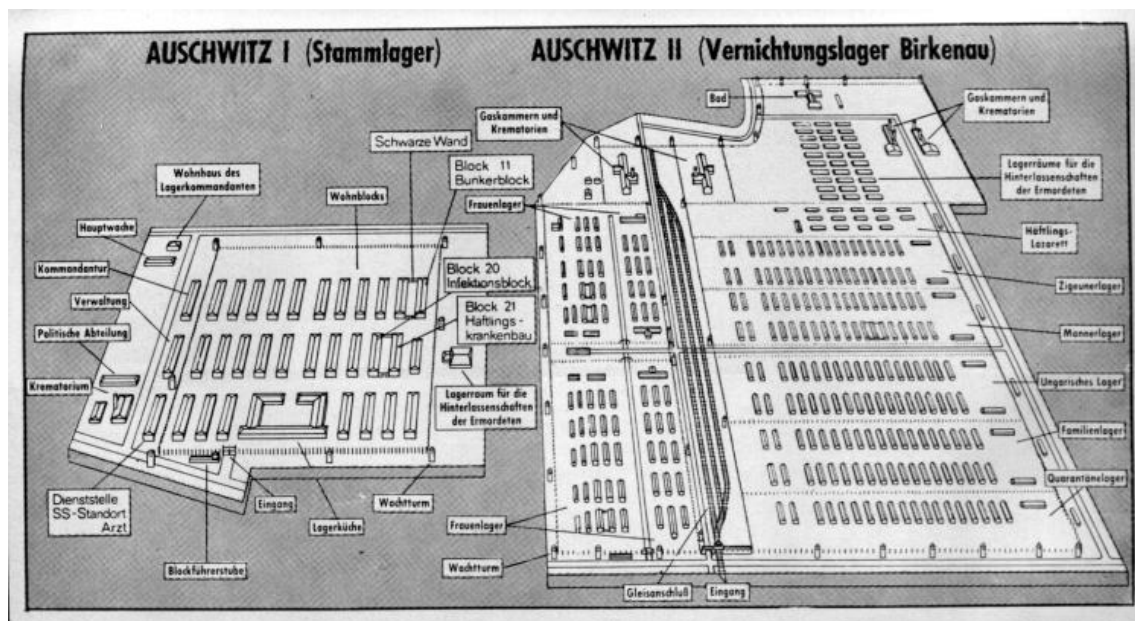 AUSCHWITZ I (Stammlager)
AUSCHWITZ II (Vernichtungslager Birkenau)
Schwarze Wand
Block 11
Bunkerblock
Wohnhaus des
Lagerkommandanten
Wohnblocks
Hauptwache
Kommandantur
Block 20
Infektionsblock
Verwaltung
Block 21
Häftlings -
krankenbau
Politische Abteilung
Krematorium
Lagerraum für die
Hinterlassenschaften
der Ermordeten
Dienststelle
SS-Standort
Arzt
Eingang
Lagerküche
Wachtturm
Blockführerstube
Bad
Gaskammern und
Krematorien
Gaskammern und
Krematorien
Lagerräume für die
Hinterlassenschaften
der Ermordeten
Frauenlager
Häftlings-
Lazarett
Zigeunerlager
Männerlager
Ungarisches Lager
Familienlager
Quarantänelager
Frauenlager
Wachtturm
Gleisanschluß
Eingang